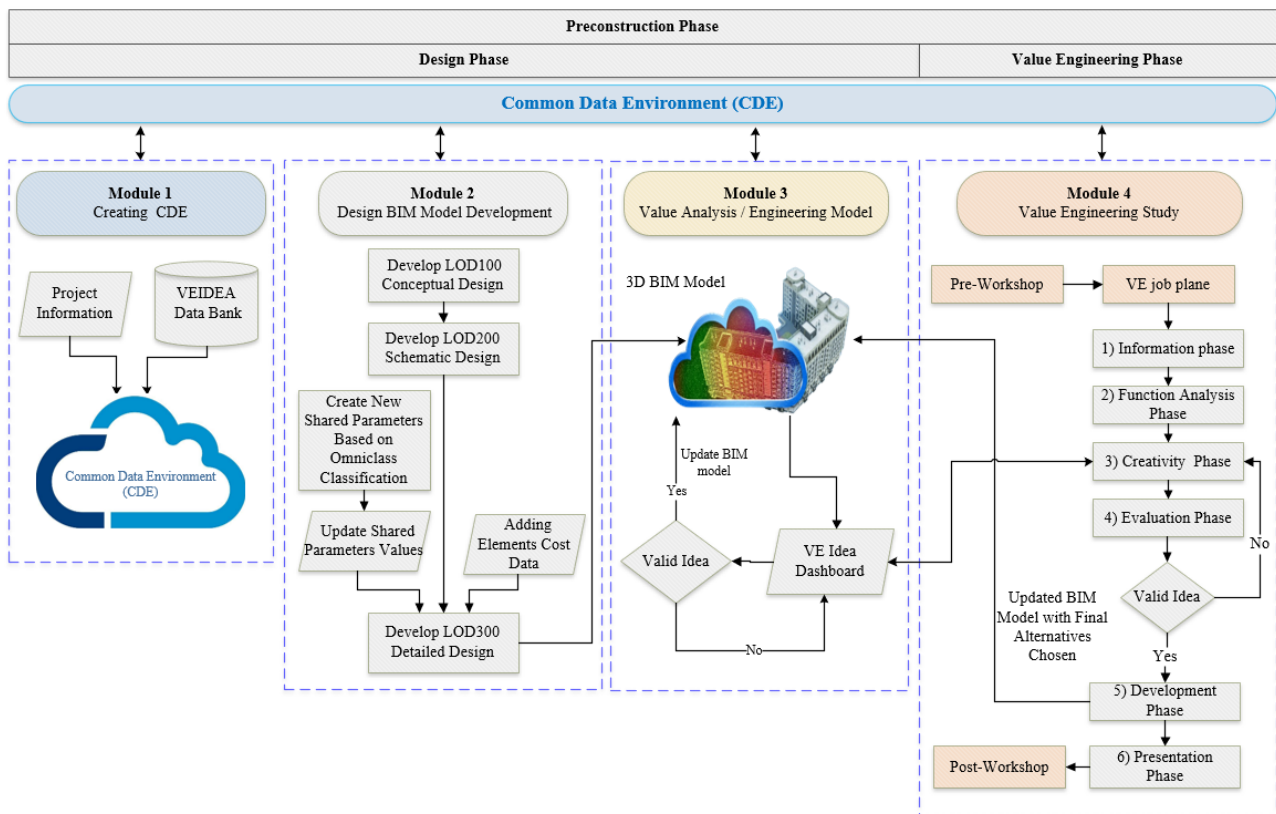 Preconstruction Phase
Design Phase
Value Engineering Phase
Common Data Environment (CDE)
Module 1
Creating CDE
Project
Information
VEIDEA
Data Bank
Common Data Environment
(CDE)
Module 2
Design BIM Model Development
Develop LOD100
Conceptual Design
Develop LOD200
Schematic Design
Create New
Shared Parameters
Based on
Omniclass
Classification
Update Shared
Parameters Values
Adding
Elements Cost
Data
Develop LOD300
Detailed Design
Module 3
Value Analysis / Engineering Model
3D BIM Model
Update BIM
model
Yes
Valid Idea
VE Idea
Dashboard
No
Module 4
Value Engineering Study
Pre-Workshop
VE job plane
1) Information phase
2) Function Analysis
Phase
3) Creativity Phase
4) Evaluation Phase
No
Valid Idea
Updated BIM
Model with Final
Alternatives
Chosen
Yes
5) Development
Phase
6) Presentation
Phase
Post-Workshop